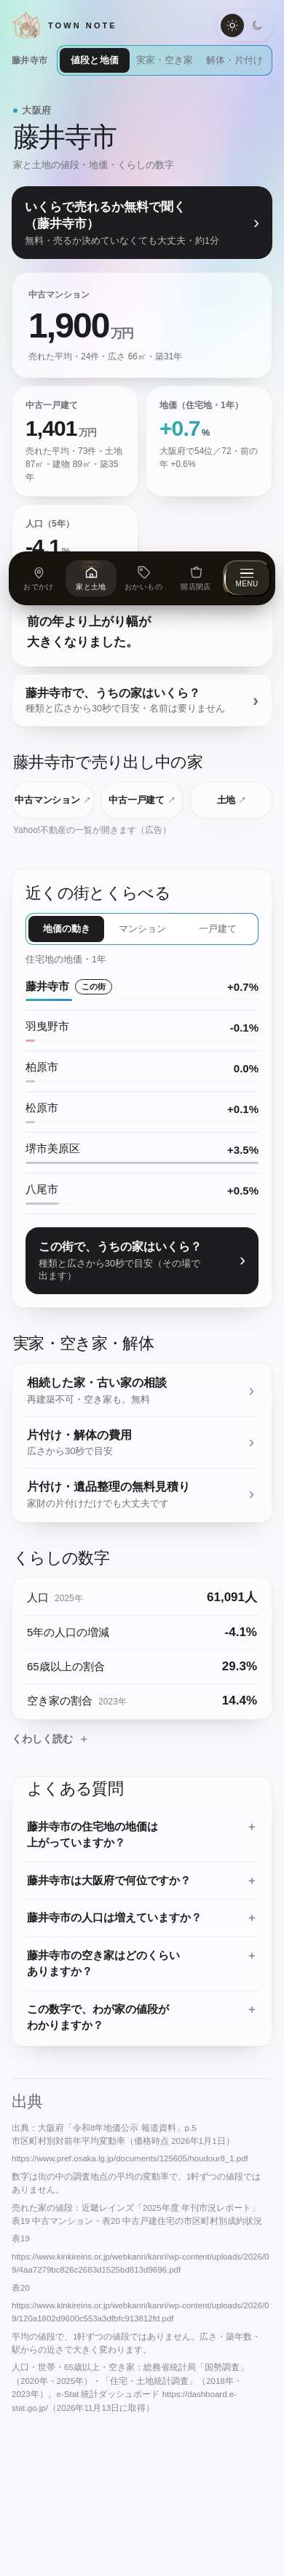 TOWN NOTE
藤井寺市
値段と地価
実家・空き家
解体・片付け
大阪府
藤井寺市
家と土地の値段・地価・くらしの数字
いくらで売れるか無料で聞く
（藤井寺市） ›
無料・売るか決めていなくても大丈夫・約1分
中古マンション
1,900万円
売れた平均・24件・広さ 66㎡・築31年
中古一戸建て
1,401万円
売れた平均・73件・土地
87㎡・建物 89㎡・築35
年
地価（住宅地・1年）
+0.7%
大阪府で54位／72・前の
年 +0.6%
人口（5年）
-4.1%
おでかけ
家と土地
おかいもの
開店閉店
MENU
前の年より上がり幅が
大きくなりました。
藤井寺市で、うちの家はいくら？ ›
種類と広さから30秒で目安・名前は要りません
藤井寺市で売り出し中の家
中古マンション ↗
中古一戸建て ↗
土地 ↗
Yahoo!不動産の一覧が開きます（広告）
近くの街とくらべる
地価の動き
マンション
一戸建て
住宅地の地価・1年
藤井寺市 この街 +0.7%
羽曳野市 -0.1%
柏原市 0.0%
松原市 +0.1%
堺市美原区 +3.5%
八尾市 +0.5%
この街で、うちの家はいくら？ ›
種類と広さから30秒で目安（その場で
出ます）
実家・空き家・解体
相続した家・古い家の相談 ›
再建築不可・空き家も。無料
片付け・解体の費用 ›
広さから30秒で目安
片付け・遺品整理の無料見積り ›
家財の片付けだけでも大丈夫です
くらしの数字
人口 2025年 61,091人
5年の人口の増減 -4.1%
65歳以上の割合 29.3%
空き家の割合 2023年 14.4%
くわしく読む +
よくある質問
藤井寺市の住宅地の地価は +
上がっていますか？
藤井寺市は大阪府で何位ですか？ +
藤井寺市の人口は増えていますか？ +
藤井寺市の空き家はどのくらい +
ありますか？
この数字で、わが家の値段が +
わかりますか？
出典
出典：大阪府「令和8年地価公示 報道資料」p.5
市区町村別対前年平均変動率（価格時点 2026年1月1日）
https://www.pref.osaka.lg.jp/documents/125605/houdour8_1.pdf
数字は街の中の調査地点の平均の変動率で、1軒ずつの値段では
ありません。
売れた家の値段：近畿レインズ「2025年度 年刊市況レポート」
表19 中古マンション・表20 中古戸建住宅の市区町村別成約状況
表19
https://www.kinkireins.or.jp/webkanri/kanri/wp-content/uploads/2026/0
9/4aa7279bc826c2683d1525bd813d9696.pdf
表20
https://www.kinkireins.or.jp/webkanri/kanri/wp-content/uploads/2026/0
9/120a1802d9600c553a3dfbfc913812fd.pdf
平均の値段で、1軒ずつの値段ではありません。広さ・築年数・
駅からの近さで大きく変わります。
人口・世帯・65歳以上・空き家：総務省統計局「国勢調査」
（2020年・2025年）・「住宅・土地統計調査」（2018年・
2023年）。e-Stat 統計ダッシュボード https://dashboard.e-
stat.go.jp/（2026年11月13日に取得）